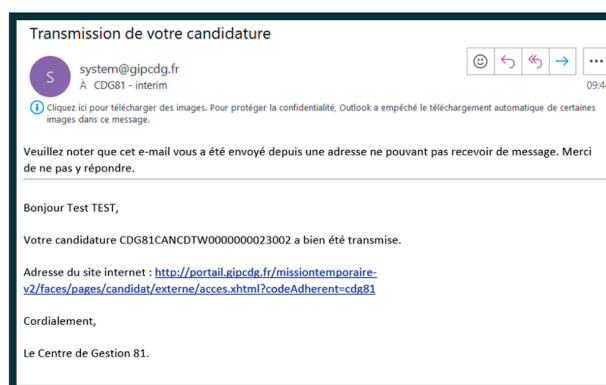 Transmission de votre candidature
S
system@gipcdg.fr
À CDG81 - interim
Cliquez ici pour télécharger des images. Pour protéger la confidentialité, Outlook a empêché le téléchargement automatique de certaines
images dans ce message.
Veuillez noter que cet e-mail vous a été envoyé depuis une adresse ne pouvant pas recevoir de message. Merci
de ne pas y répondre.
Bonjour Test TEST,
Votre candidature CDG81CANCDTW0000000023002 a bien été transmise.
Adresse du site internet : http://portail.gipcdg.fr/missiontemporaire-
v2/faces/pages/candidat/externe/acces.xhtml?codeAdherent=cdg81
Cordialement,
Le Centre de Gestion 81.